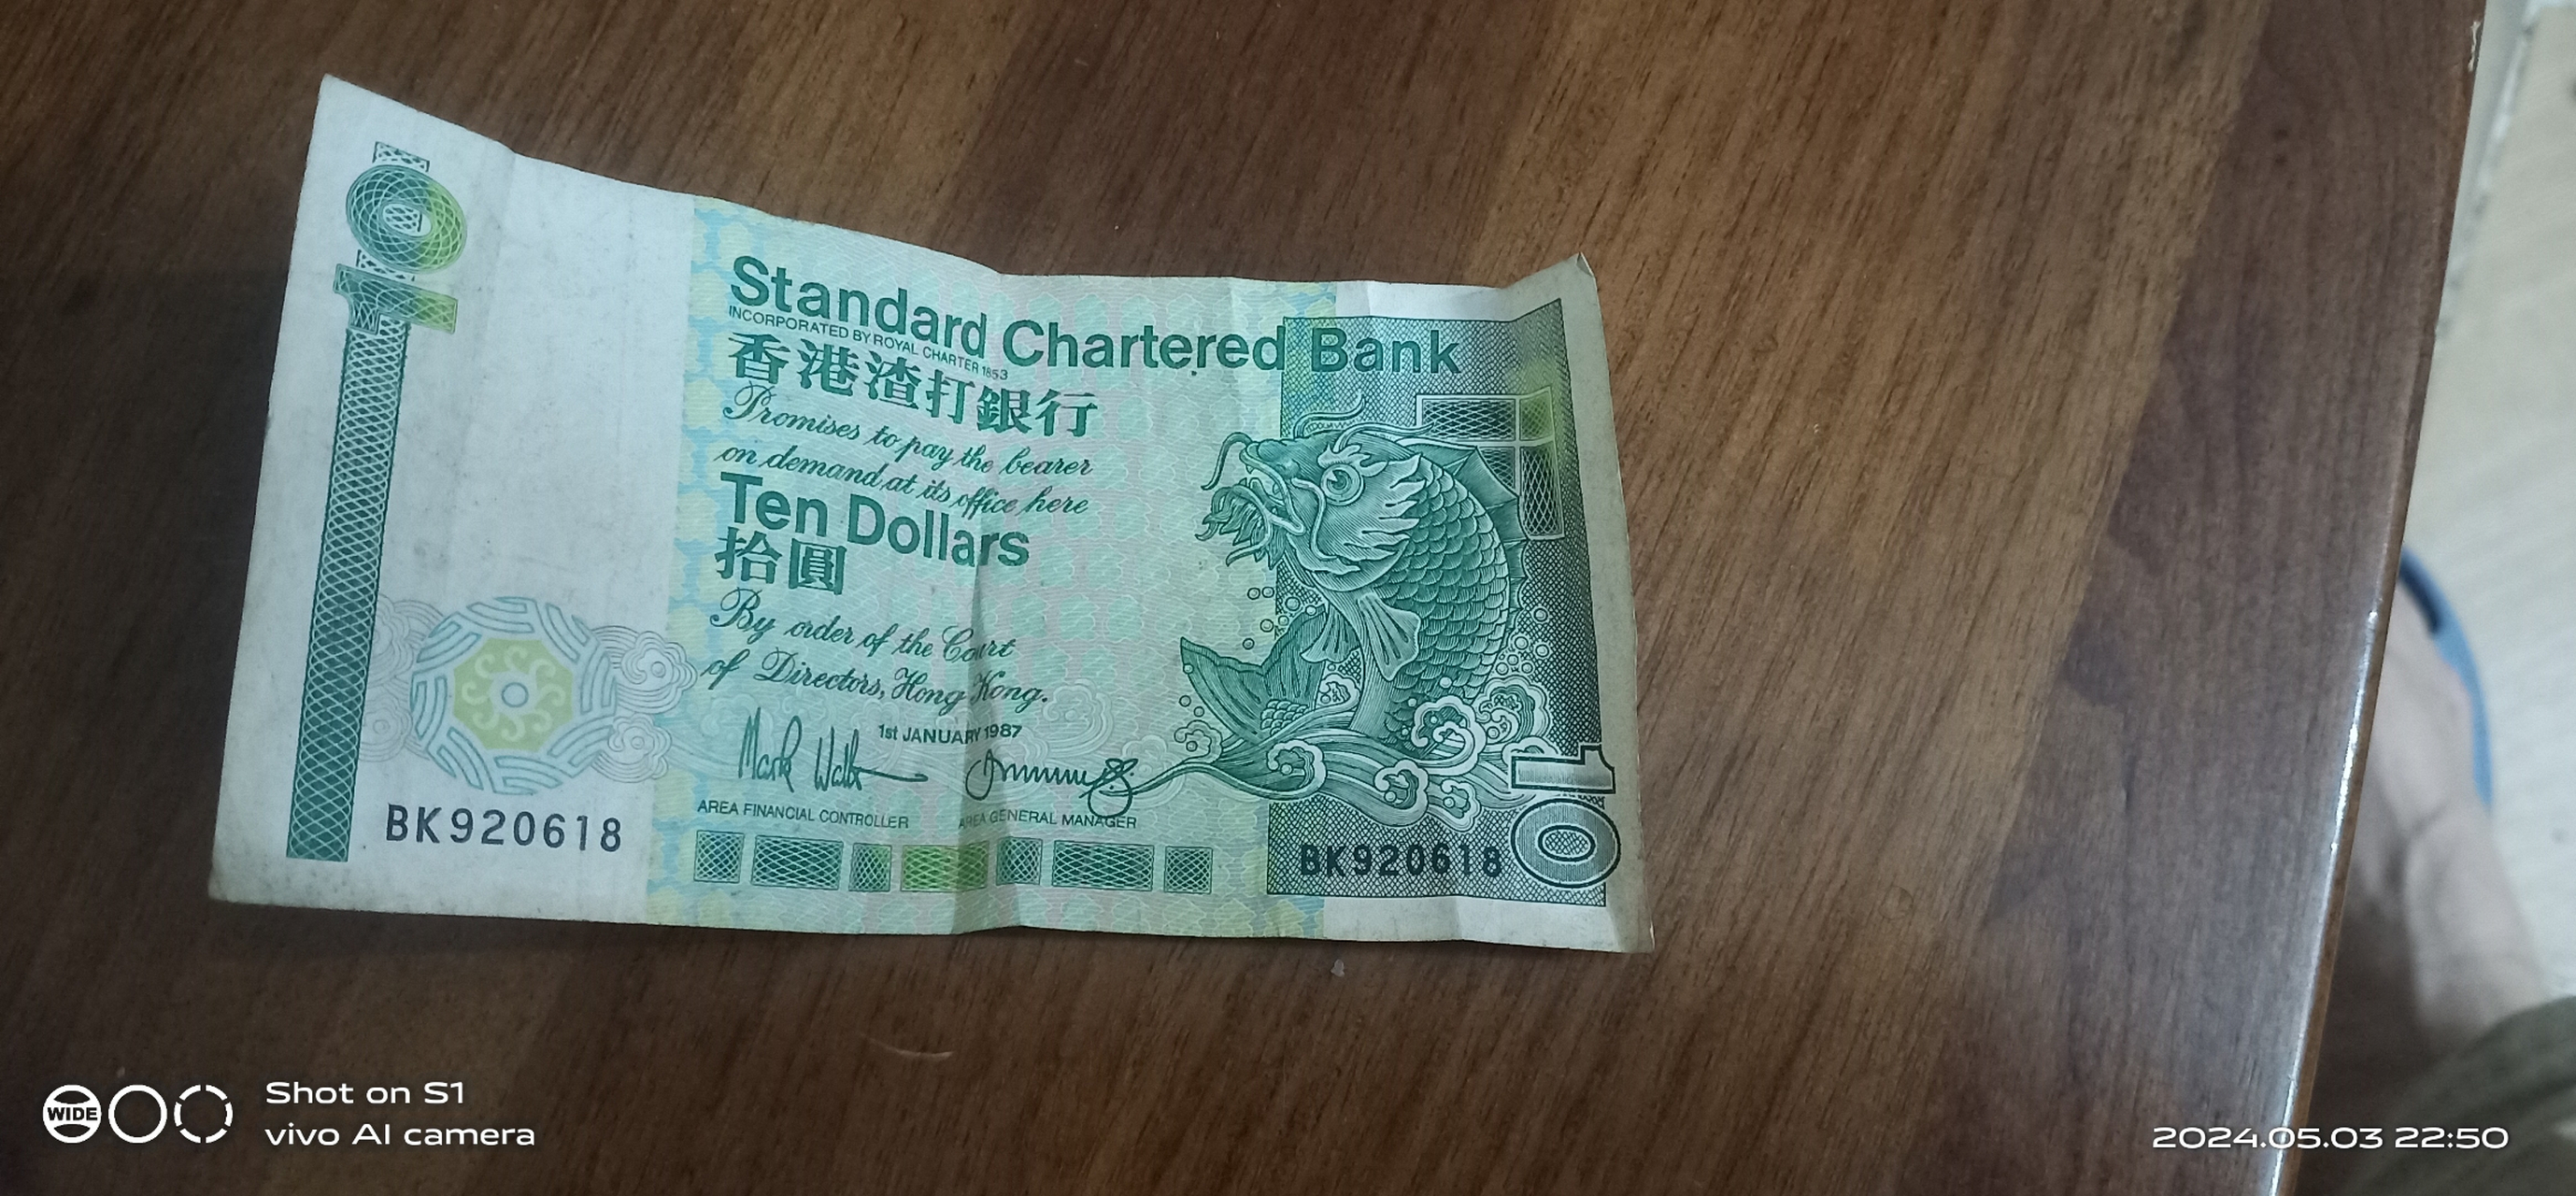 10
Standard Chartered Bank
INCORPORATED BY ROYAL CHARTER 1853
香港渣打銀行
Promises to pay the bearer
on demand at its office here
Ten Dollars
拾圓
By order of the Court
of Directors, Hong Kong.
1st JANUARY 1987
AREA FINANCIAL CONTROLLER
AREA GENERAL MANAGER
BK920618
BK920618
10
Shot on S1
WIDE
vivo AI camera
2024.05.03 22:50